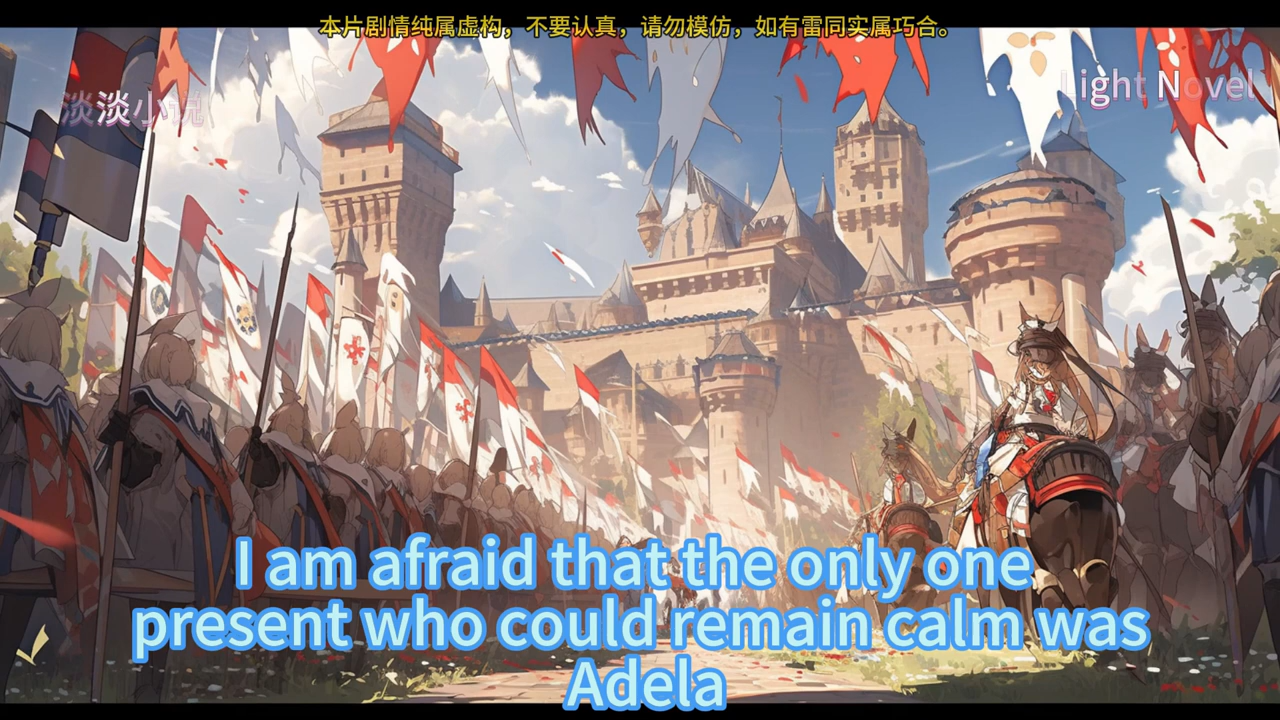 本片剧情纯属虚构，不要认真，请勿模仿，如有雷同实属巧合。
淡淡小说
Light Novel
I am afraid that the only one
present who could remain calm was
Adela